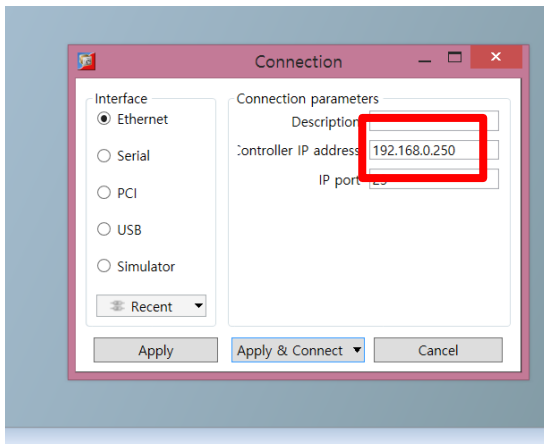 Connection
Interface
Ethernet
Serial
PCI
USB
Simulator
Recent
Connection parameters
Description
Controller IP address 192.168.0.250
IP port
Apply
Apply & Connect
Cancel